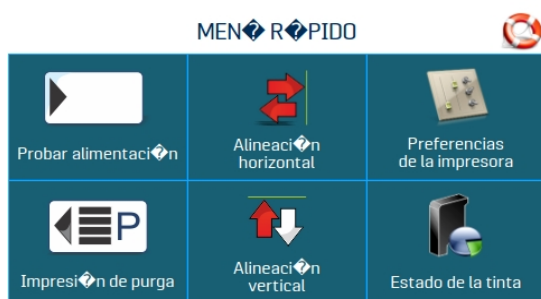 MEN� R�PIDO
Probar alimentaci�n
Alineaci�n
horizontal
Preferencias
de la impresora
P
Impresi�n de purga
Alineaci�n
vertical
Estado de la tinta